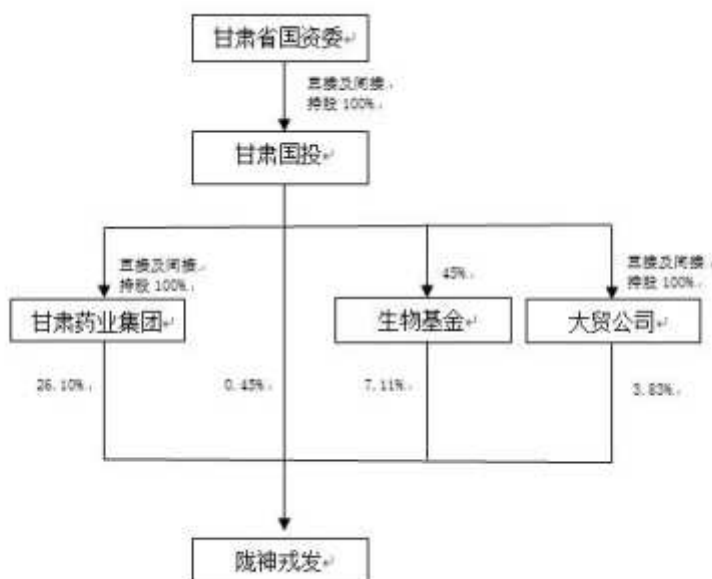 甘肃省国资委
直接及间接
持股 100%
甘肃国投
直接及间接
持股 100%
45%
直接及间接
持股 100%
甘肃药业集团
生物基金
大贸公司
26.10%
0.45%
7.11%
3.83%
陇神戎发